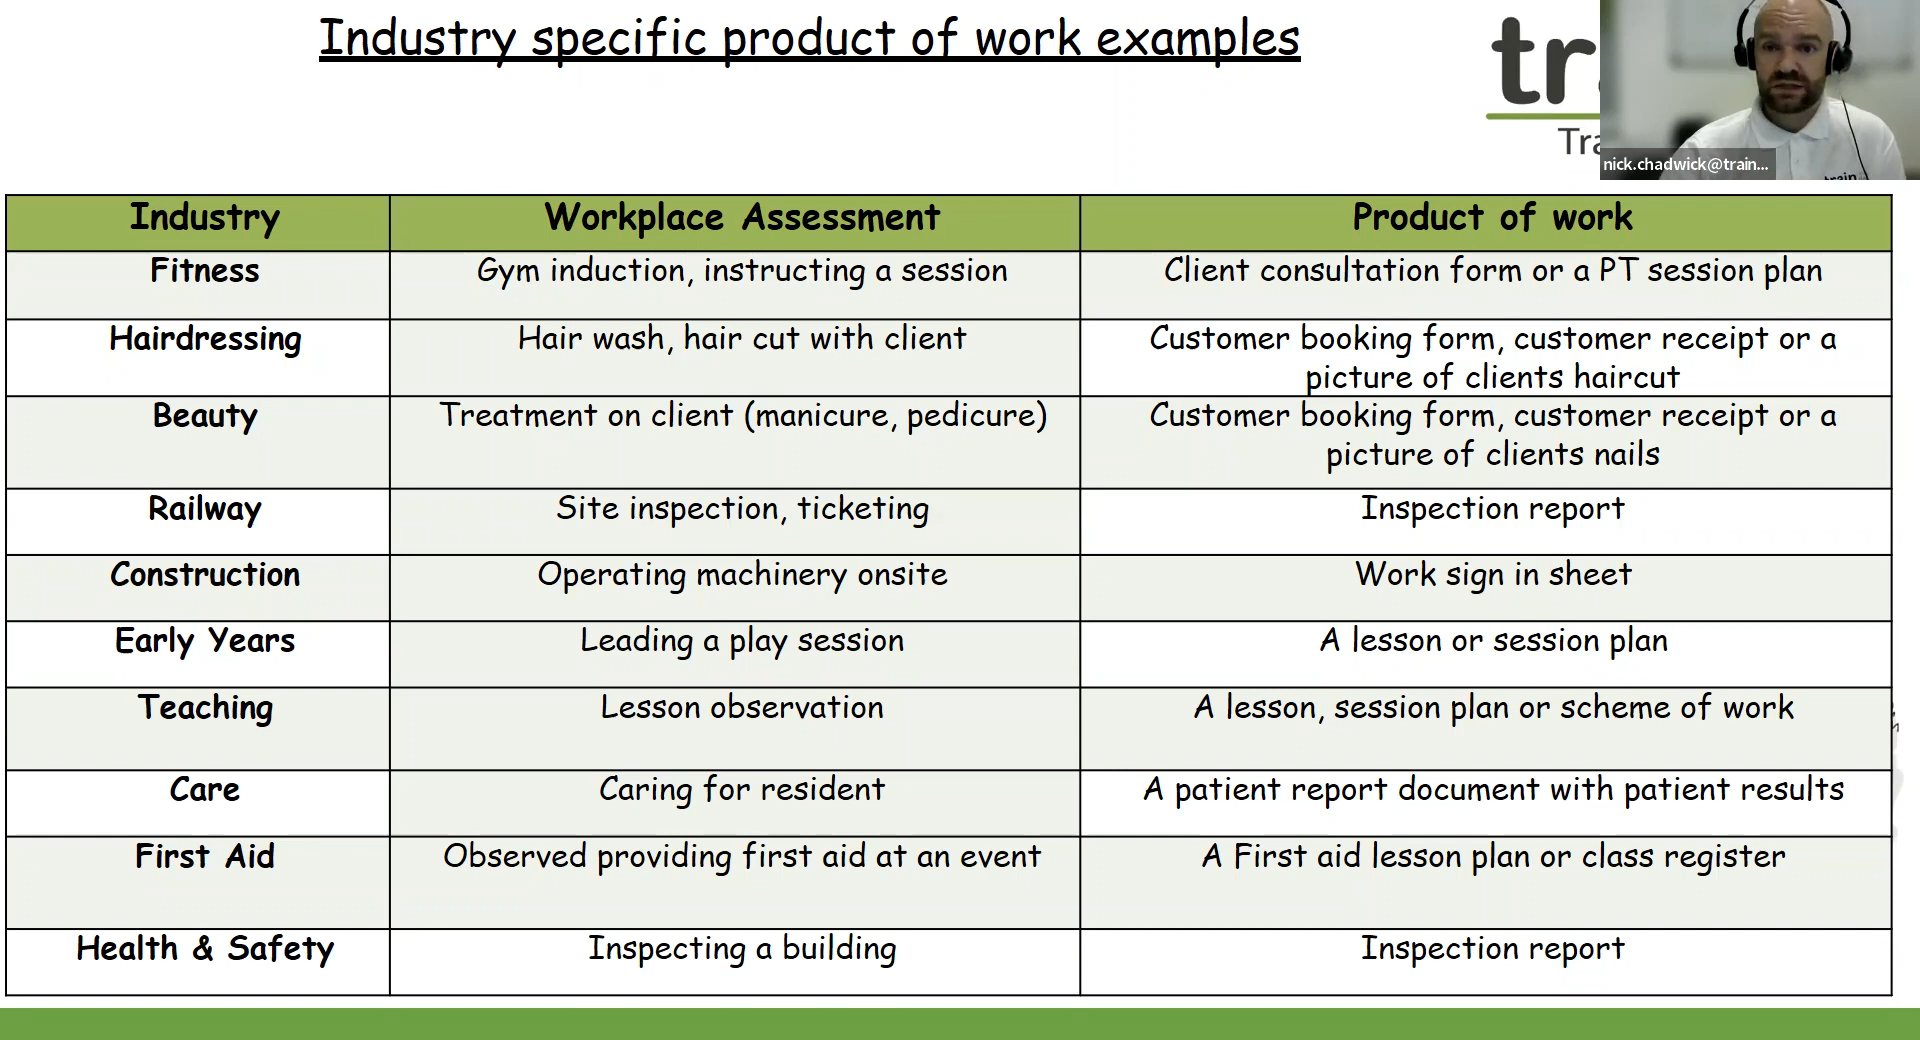 Industry specific product of work examples
nick.chadwick@train...
train
Industry Workplace Assessment Product of work
Fitness Gym induction, instructing a session Client consultation form or a PT session plan
Hairdressing Hair wash, hair cut with client Customer booking form, customer receipt or a
picture of clients haircut
Beauty Treatment on client (manicure, pedicure) Customer booking form, customer receipt or a
picture of clients nails
Railway Site inspection, ticketing Inspection report
Construction Operating machinery onsite Work sign in sheet
Early Years Leading a play session A lesson or session plan
Teaching Lesson observation A lesson, session plan or scheme of work
Care Caring for resident A patient report document with patient results
First Aid Observed providing first aid at an event A First aid lesson plan or class register
Health & Safety Inspecting a building Inspection report